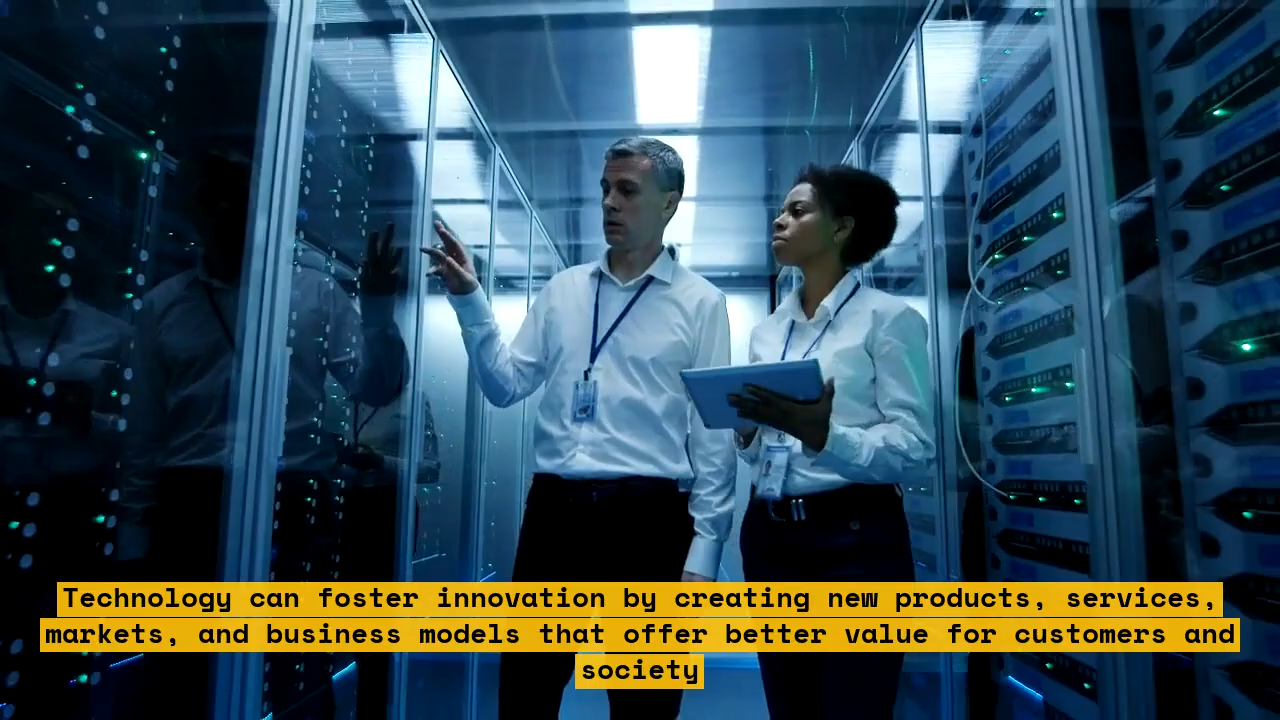 Technology can foster innovation by creating new products, services,
markets, and business models that offer better value for customers and
society